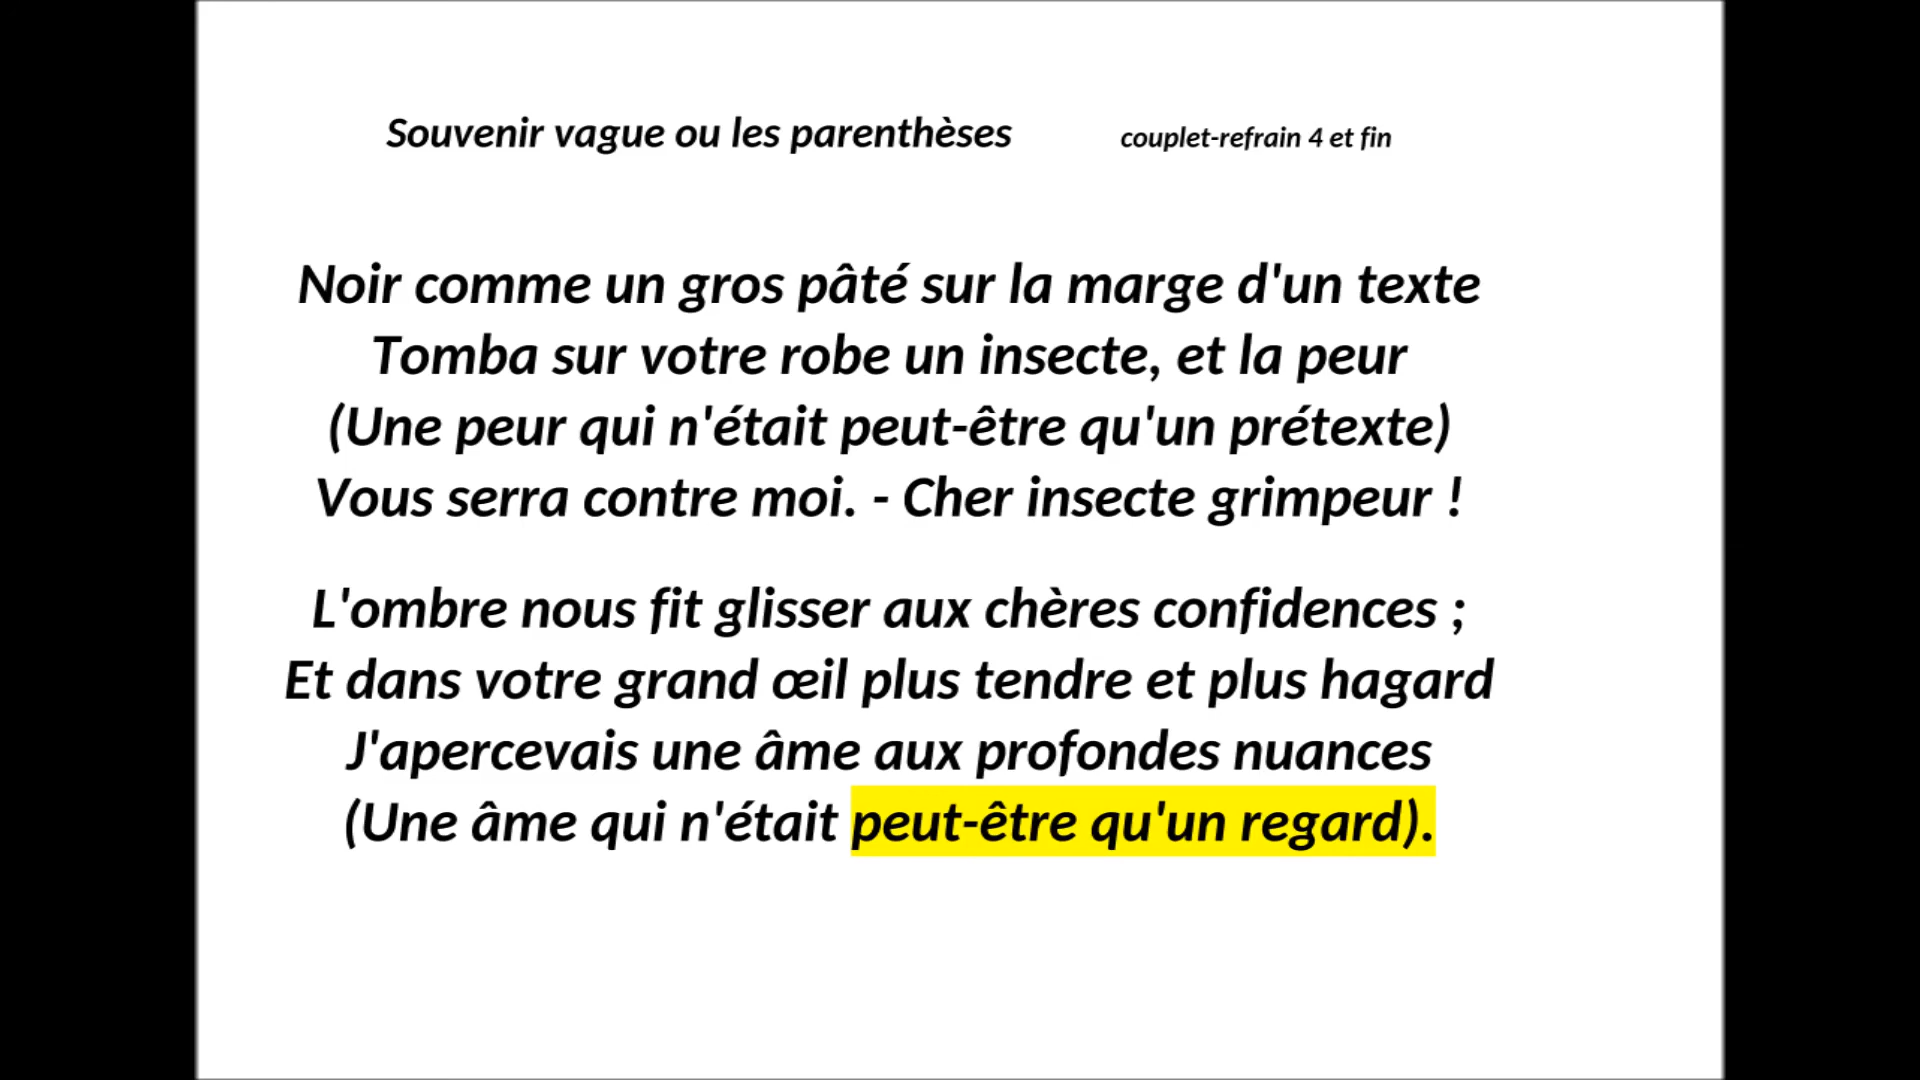 Souvenir vague ou les parenthèses couplet-refrain 4 et fin
Noir comme un gros pâté sur la marge d'un texte
Tomba sur votre robe un insecte, et la peur
(Une peur qui n'était peut-être qu'un prétexte)
Vous serra contre moi. - Cher insecte grimpeur !
L'ombre nous fit glisser aux chères confidences ;
Et dans votre grand œil plus tendre et plus hagard
J'apercevais une âme aux profondes nuances
(Une âme qui n'était peut-être qu'un regard).